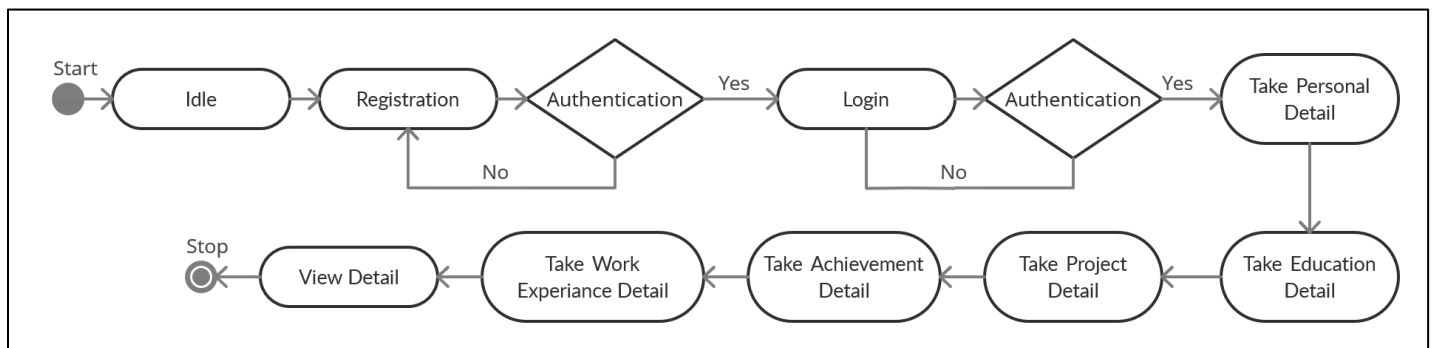 Start
Idle
Registration
Authentication
Yes
Login
Authentication
Yes
Take Personal
Detail
No
No
Stop
View Detail
Take Work
Experiance Detail
Take Achievement
Detail
Take Project
Detail
Take Education
Detail